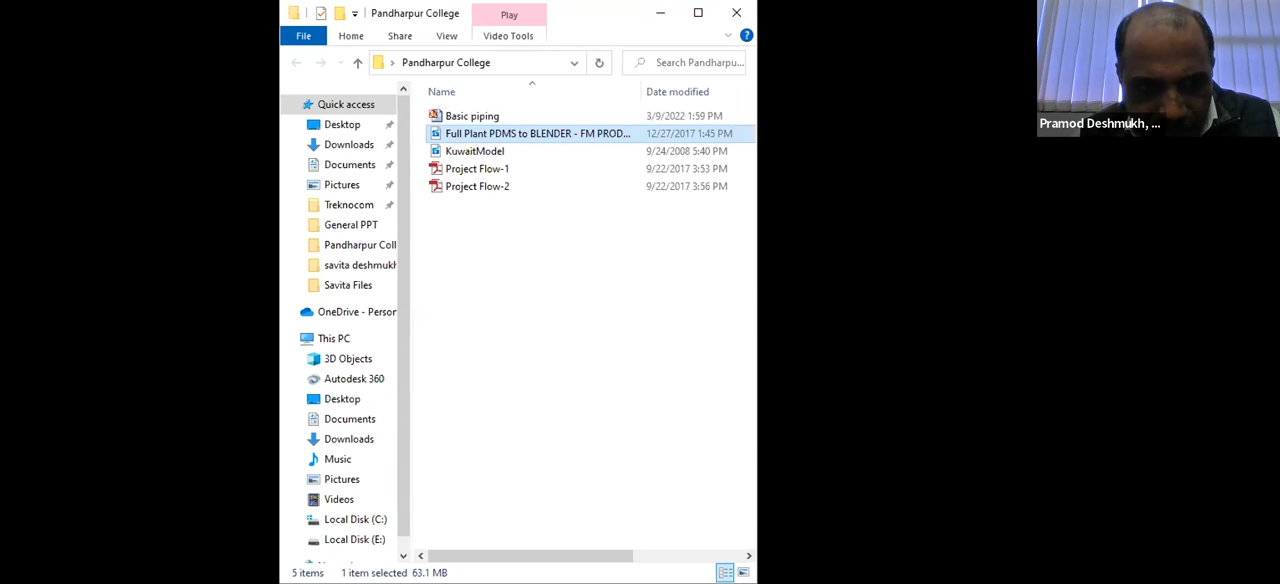 Pandharpur College
Play
File
Home
Share
View
Video Tools
Pandharpur College
Search Pandharpu...
Name
Date modified
Quick access
Desktop
Downloads
Documents
Pictures
Treknocom
General PPT
Pandharpur Coll
savita deshmukh
Savita Files
OneDrive - Person
This PC
3D Objects
Autodesk 360
Desktop
Documents
Downloads
Music
Pictures
Videos
Local Disk (C:)
Local Disk (E:)
Basic piping 3/9/2022 1:59 PM
Full Plant PDMS to BLENDER - FM PROD... 12/27/2017 1:45 PM
KuwaitModel 9/24/2008 5:40 PM
Project Flow-1 9/22/2017 3:53 PM
Project Flow-2 9/22/2017 3:56 PM
5 items 1 item selected 63.1 MB
Pramod Deshmukh, ...